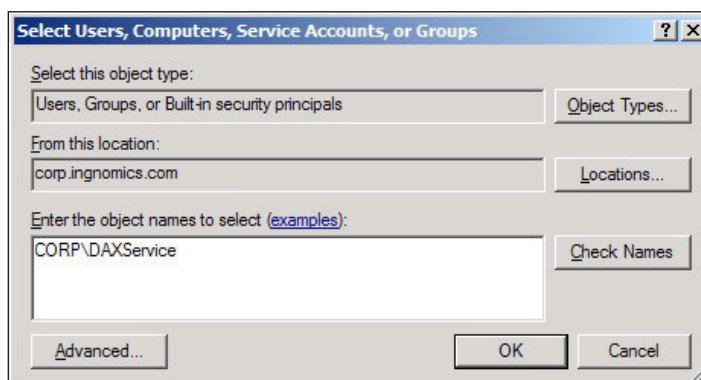 Select Users, Computers, Service Accounts, or Groups
Select this object type:
Users, Groups, or Built-in security principals
Object Types...
From this location:
corp.ingnomics.com
Locations...
Enter the object names to select (examples):
CORP\DAXService
Check Names
Advanced...
OK
Cancel